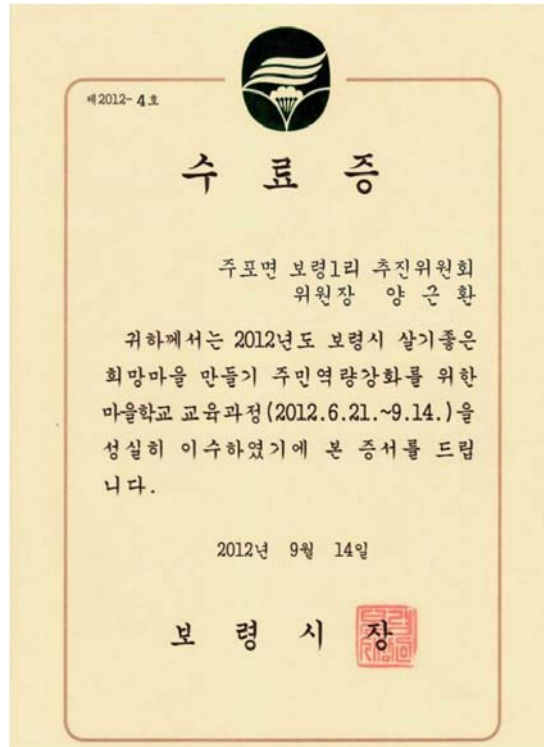 제2012-4호
수 료 증
주포면 보령1리 추진위원회
위원장 양 근 환
귀하께서는 2012년도 보령시 살기좋은
희망마을 만들기 주민역량강화를 위한
마을학교 교육과정(2012.6.21.~9.14.)을
성실히 이수하였기에 본 증서를 드립
니다.
2012년 9월 14일
보 령 시 장